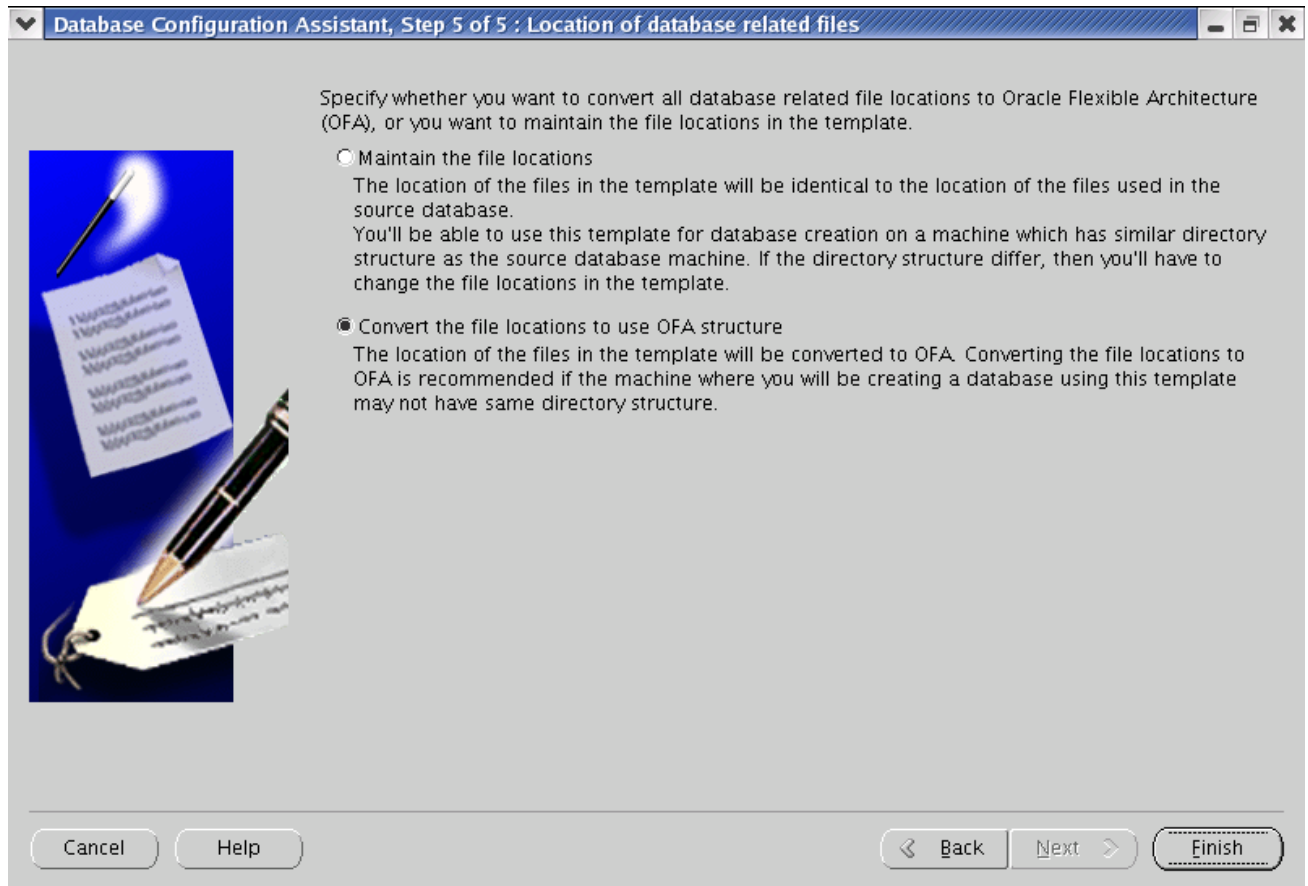 Database Configuration Assistant, Step 5 of 5 : Location of database related files
Specify whether you want to convert all database related file locations to Oracle Flexible Architecture
(OFA), or you want to maintain the file locations in the template.
Maintain the file locations
The location of the files in the template will be identical to the location of the files used in the
source database.
You'll be able to use this template for database creation on a machine which has similar directory
structure as the source database machine. If the directory structure differ, then you'll have to
change the file locations in the template.
Convert the file locations to use OFA structure
The location of the files in the template will be converted to OFA. Converting the file locations to
OFA is recommended if the machine where you will be creating a database using this template
may not have same directory structure.
Cancel
Help
Back
Next
Finish